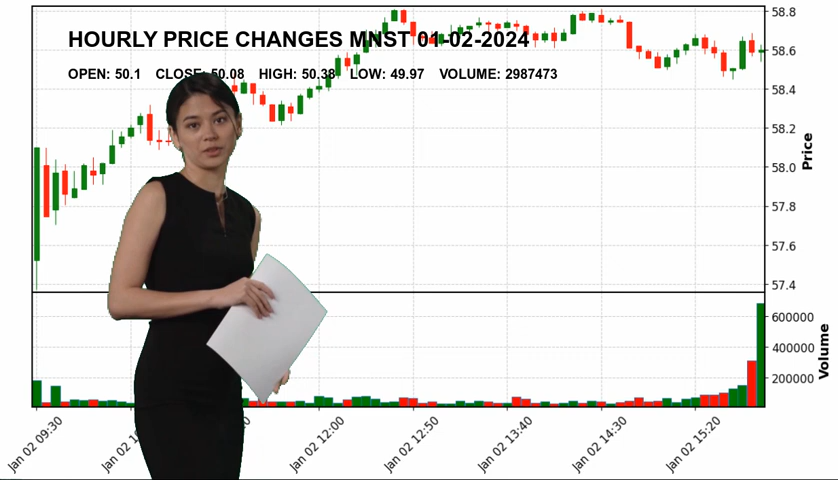 HOURLY PRICE CHANGES MNST 01-02-2024
OPEN: 50.1 CLOSE: 50.08 HIGH: 50.38 LOW: 49.97 VOLUME: 2987473
58.8
58.6
58.4
58.2
58.0
57.8
57.6
57.4
Price
600000
400000
200000
Volume
Jan 02 09:30
Jan 02 12:00
Jan 02 12:50
Jan 02 13:40
Jan 02 14:30
Jan 02 15:20